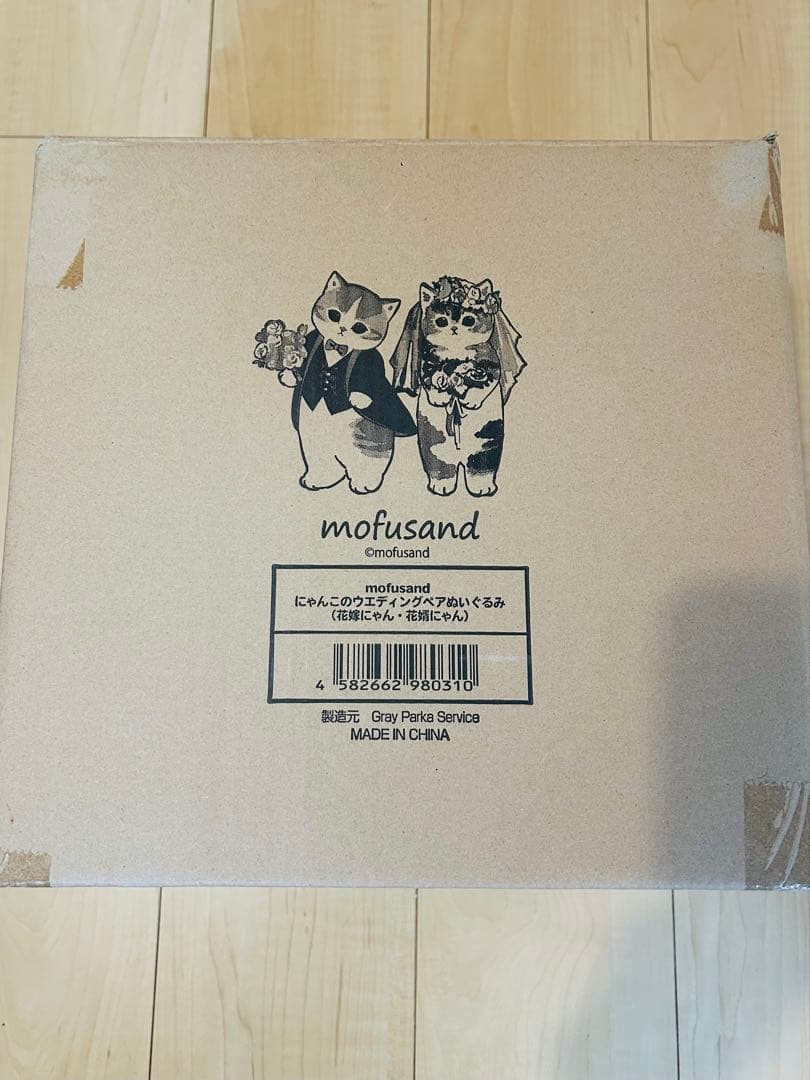 mofusand
©mofusand
mofusand
にゃんこのウエディングペアぬいぐるみ
（花嫁にゃん・花婿にゃん）
4 582662 980310
製造元 Gray Parka Service
MADE IN CHINA